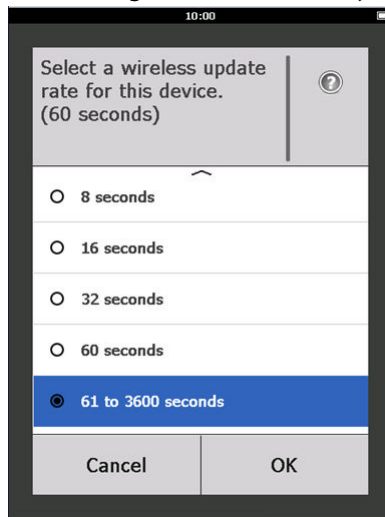 10:00
Select a wireless update
rate for this device.
(60 seconds)
?
8 seconds
16 seconds
32 seconds
60 seconds
61 to 3600 seconds
Cancel
OK